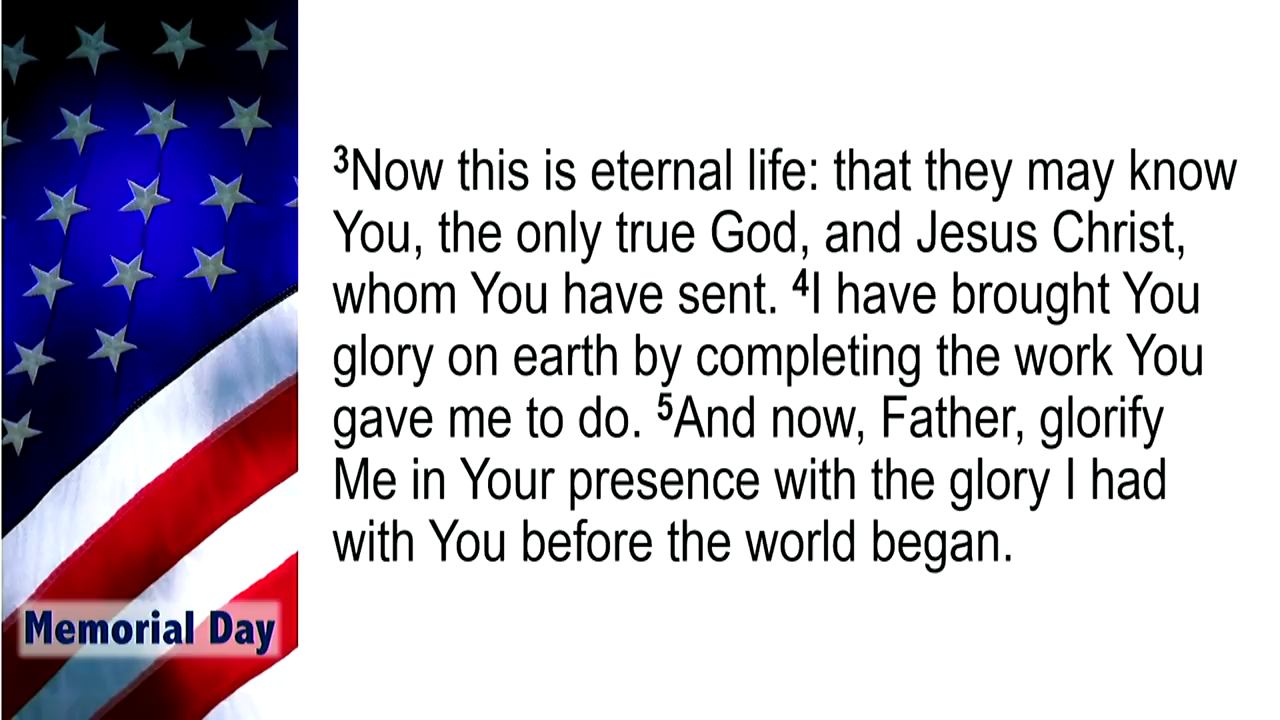 ³Now this is eternal life: that they may know
You, the only true God, and Jesus Christ,
whom You have sent. ⁴I have brought You
glory on earth by completing the work You
gave me to do. ⁵And now, Father, glorify
Me in Your presence with the glory I had
with You before the world began.
Memorial Day